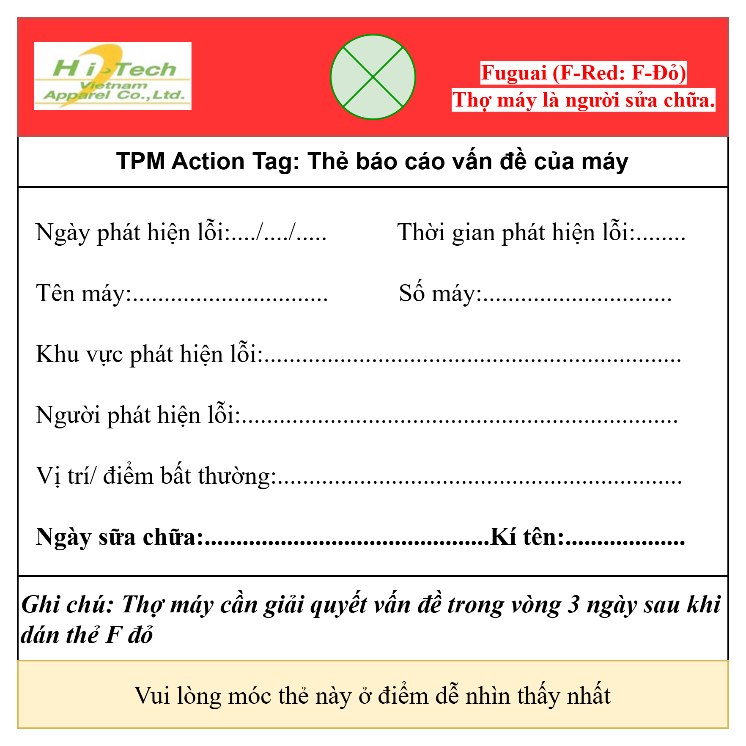 Hi-Tech
Vietnam
Apparel Co.,Ltd.
Fuguai (F-Red: F-Đỏ)
Thợ máy là người sửa chữa.
TPM Action Tag: Thẻ báo cáo vấn đề của máy
Ngày phát hiện lỗi:..../..../..... Thời gian phát hiện lỗi:........
Tên máy:............................... Số máy:..............................
Khu vực phát hiện lỗi:..................................................................
Người phát hiện lỗi:.....................................................................
Vị trí/ điểm bất thường:................................................................
Ngày sữa chữa:.............................................Kí tên:...................
Ghi chú: Thợ máy cần giải quyết vấn đề trong vòng 3 ngày sau khi
dán thẻ F đỏ
Vui lòng móc thẻ này ở điểm dễ nhìn thấy nhất